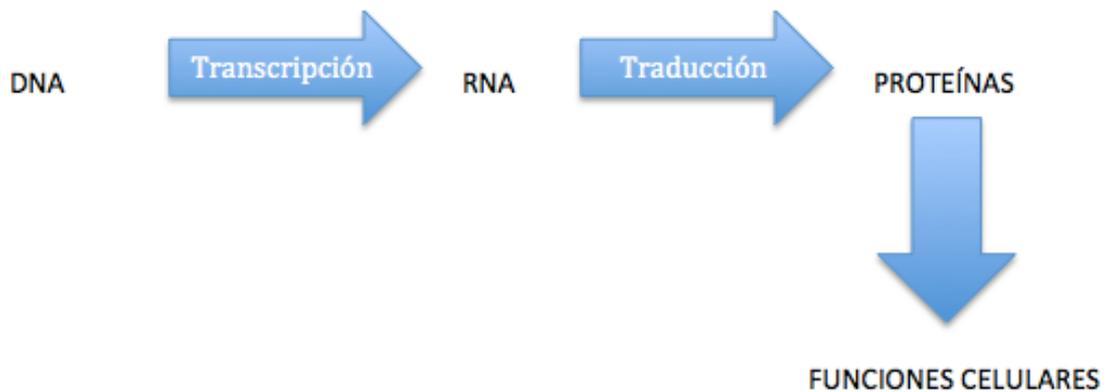 DNA
Transcripción
RNA
Traducción
PROTEÍNAS
FUNCIONES CELULARES